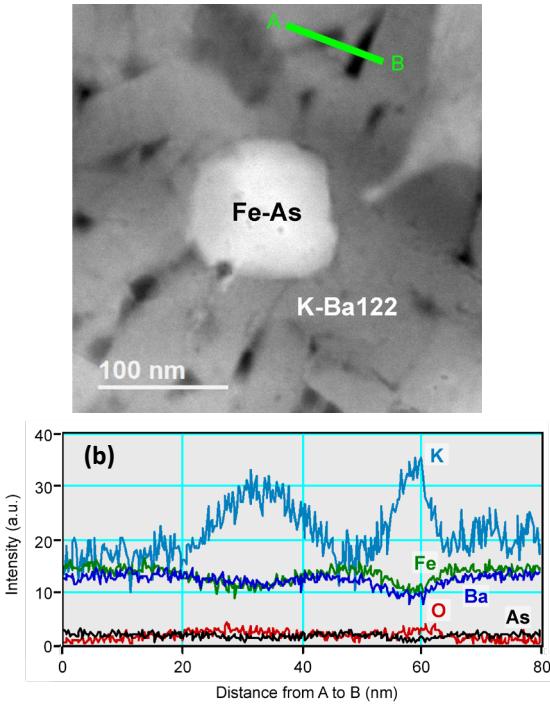 A
B
Fe-As
K-Ba122
100 nm
(b)
K
40
30
20
10
0
Intensity (a.u.)
Fe
Ba
O
As
0 20 40 60 80
Distance from A to B (nm)